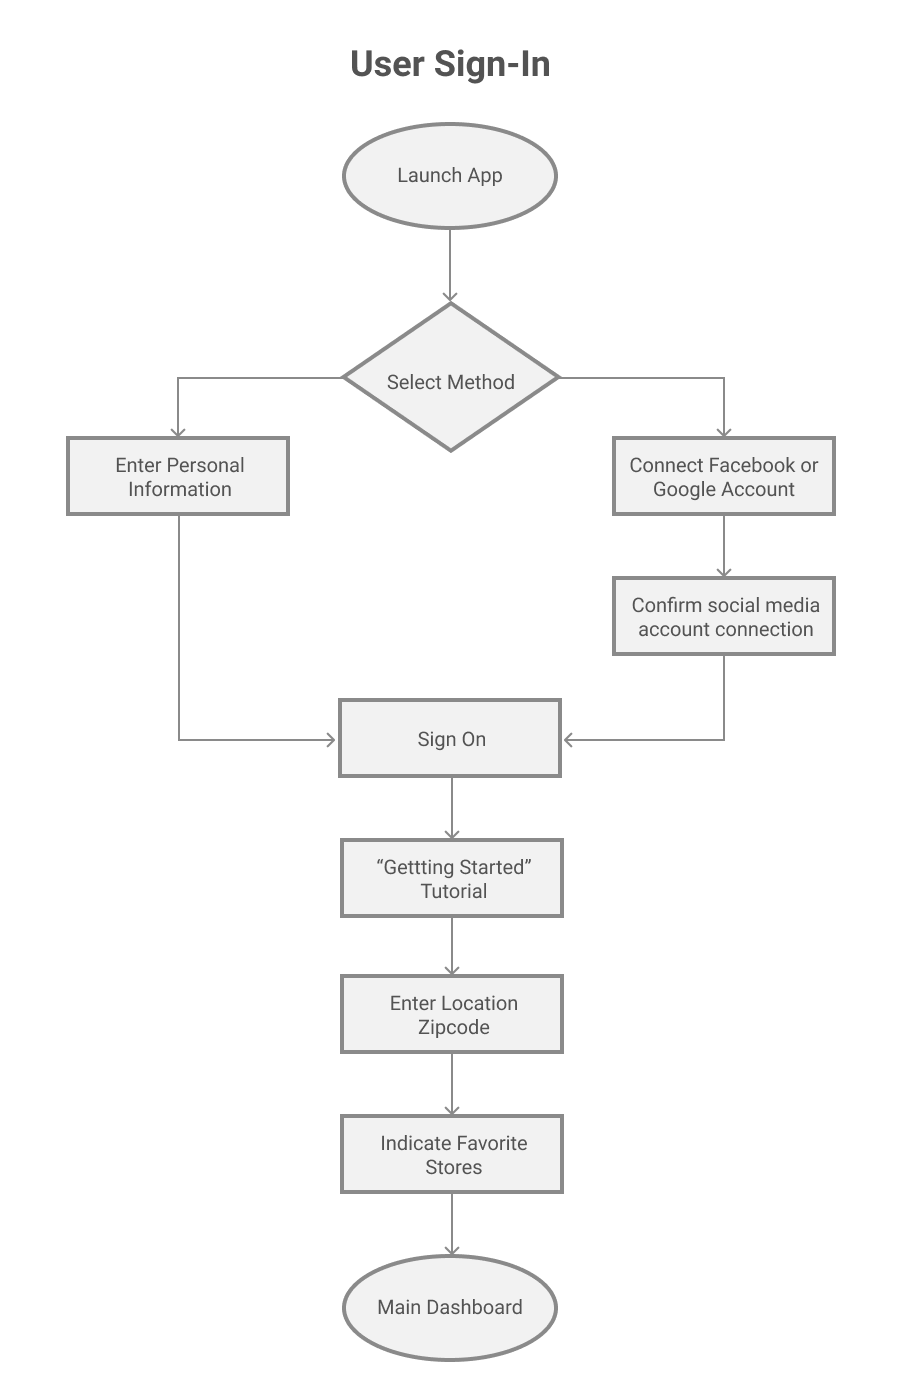 User Sign-In
Launch App
Select Method
Enter Personal
Information
Connect Facebook or
Google Account
Confirm social media
account connection
Sign On
“Gettting Started”
Tutorial
Enter Location
Zipcode
Indicate Favorite
Stores
Main Dashboard